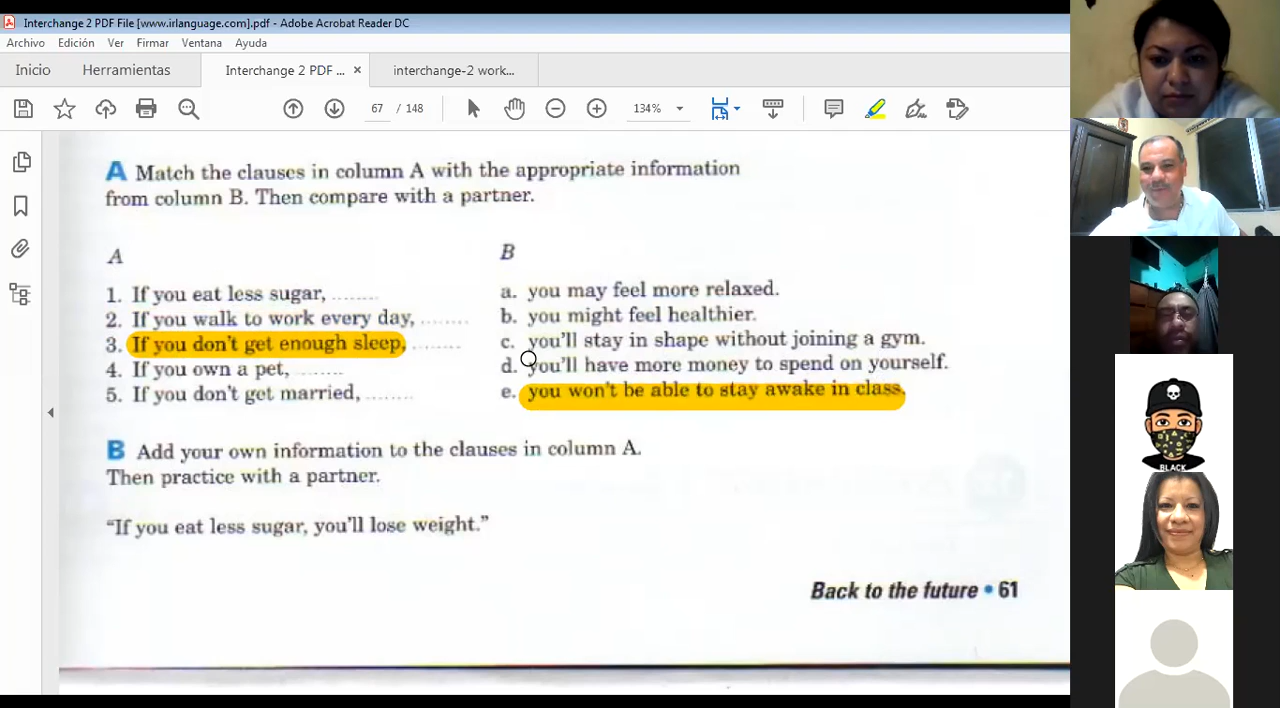 Interchange 2 PDF File [www.irlanguage.com].pdf - Adobe Acrobat Reader DC
Archivo Edición Ver Firmar Ventana Ayuda
Inicio Herramientas Interchange 2 PDF ... × interchange-2 work...
67 / 148 134%
A Match the clauses in column A with the appropriate information
from column B. Then compare with a partner.
A B
1. If you eat less sugar, ........ a. you may feel more relaxed.
2. If you walk to work every day, ........ b. you might feel healthier.
3. If you don't get enough sleep, ........ c. you'll stay in shape without joining a gym.
4. If you own a pet, ........ d. you'll have more money to spend on yourself.
5. If you don't get married, ........ e. you won't be able to stay awake in class.
B Add your own information to the clauses in column A.
Then practice with a partner.
“If you eat less sugar, you'll lose weight.”
Back to the future • 61
BLACK